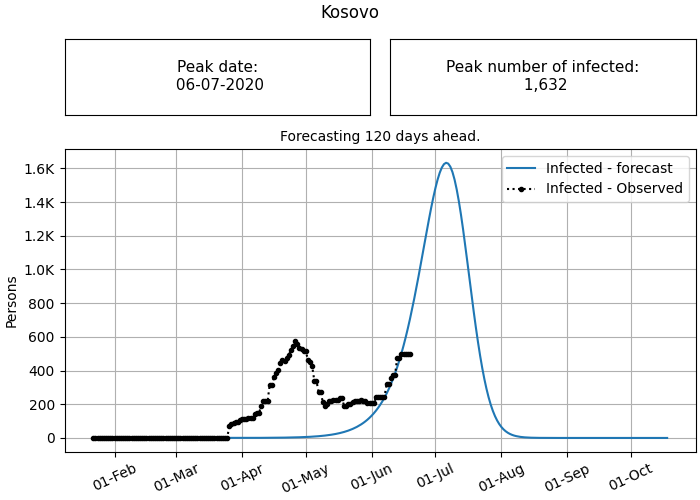 Kosovo
Peak date:
06-07-2020
Peak number of infected:
1,632
Forecasting 120 days ahead.
Infected - forecast
Infected - Observed
1.6K
1.4K
1.2K
1.0K
800
600
400
200
0
Persons
01-Feb
01-Mar
01-Apr
01-May
01-Jun
01-Jul
01-Aug
01-Sep
01-Oct